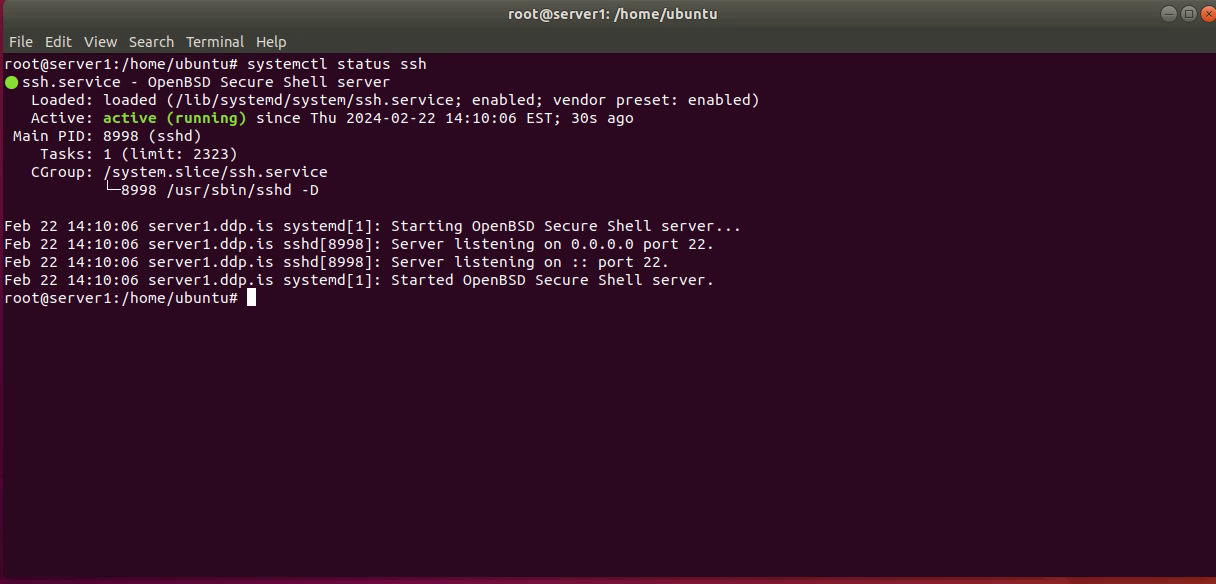 root@server1: /home/ubuntu
File Edit View Search Terminal Help
root@server1:/home/ubuntu# systemctl status ssh
● ssh.service - OpenBSD Secure Shell server
   Loaded: loaded (/lib/systemd/system/ssh.service; enabled; vendor preset: enabled)
   Active: active (running) since Thu 2024-02-22 14:10:06 EST; 30s ago
 Main PID: 8998 (sshd)
    Tasks: 1 (limit: 2323)
   CGroup: /system.slice/ssh.service
           └─8998 /usr/sbin/sshd -D
Feb 22 14:10:06 server1.ddp.is systemd[1]: Starting OpenBSD Secure Shell server...
Feb 22 14:10:06 server1.ddp.is sshd[8998]: Server listening on 0.0.0.0 port 22.
Feb 22 14:10:06 server1.ddp.is sshd[8998]: Server listening on :: port 22.
Feb 22 14:10:06 server1.ddp.is systemd[1]: Started OpenBSD Secure Shell server.
root@server1:/home/ubuntu#